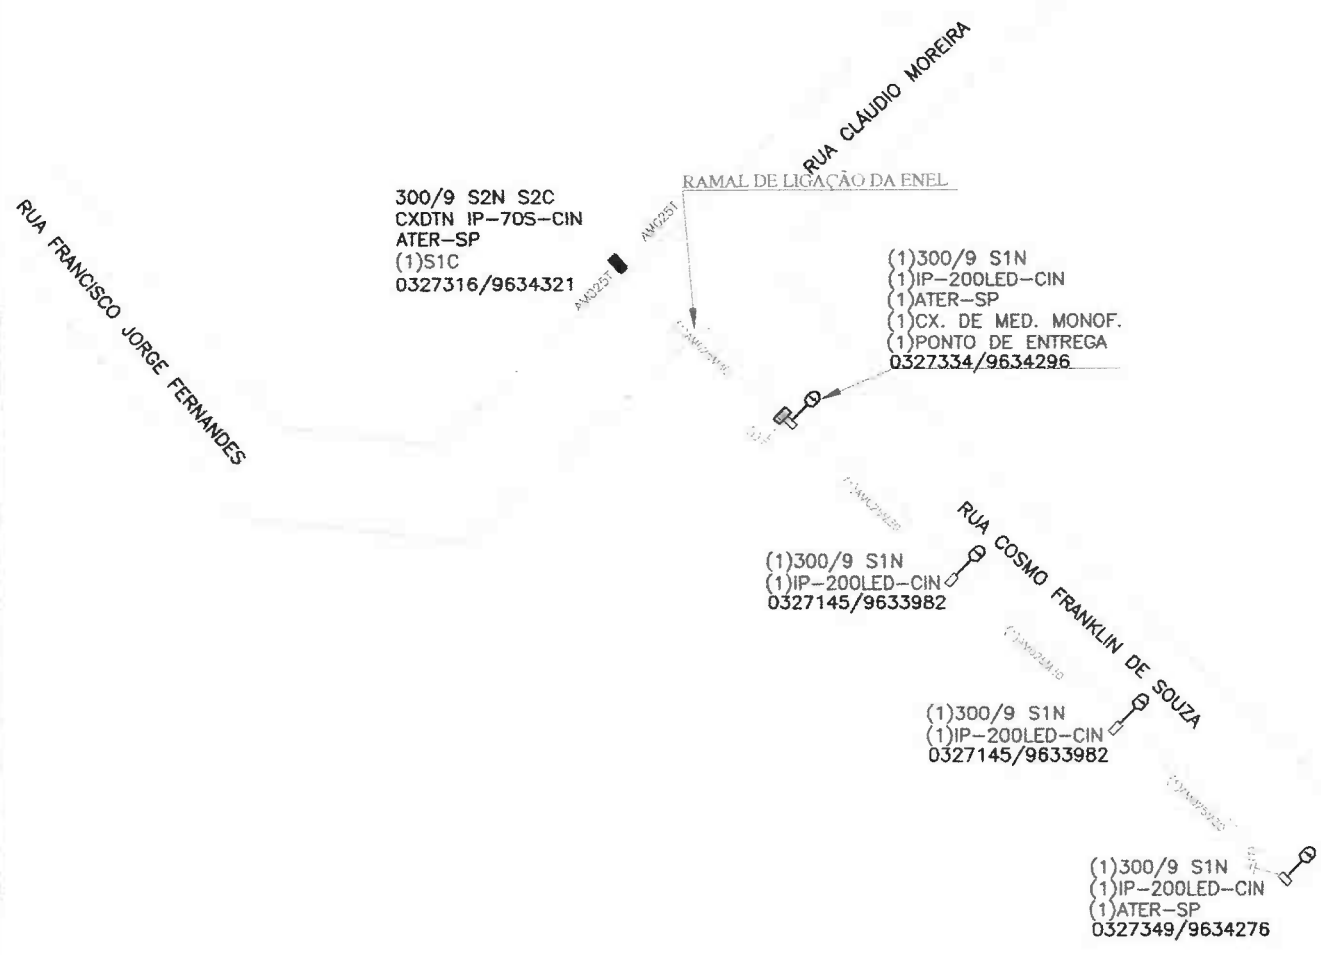 RUA CLÁUDIO MOREIRA
RAMAL DE LIGAÇÃO DA ENEL
RUA FRANCISCO JORGE FERNANDES
300/9 S2N S2C
CXDTN IP-70S-CIN
ATER-SP
(1)S1C
0327316/9634321
AM025T
AM025T
(1)300/9 S1N
(1)IP-200LED-CIN
(1)ATER-SP
(1)CX. DE MED. MONOF.
(1)PONTO DE ENTREGA
0327334/9634296
RUA COSMO FRANKLIN DE SOUZA
(1)300/9 S1N
(1)IP-200LED-CIN
0327145/9633982
(1)300/9 S1N
(1)IP-200LED-CIN
0327145/9633982
(1)300/9 S1N
(1)IP-200LED-CIN
(1)ATER-SP
0327349/9634276